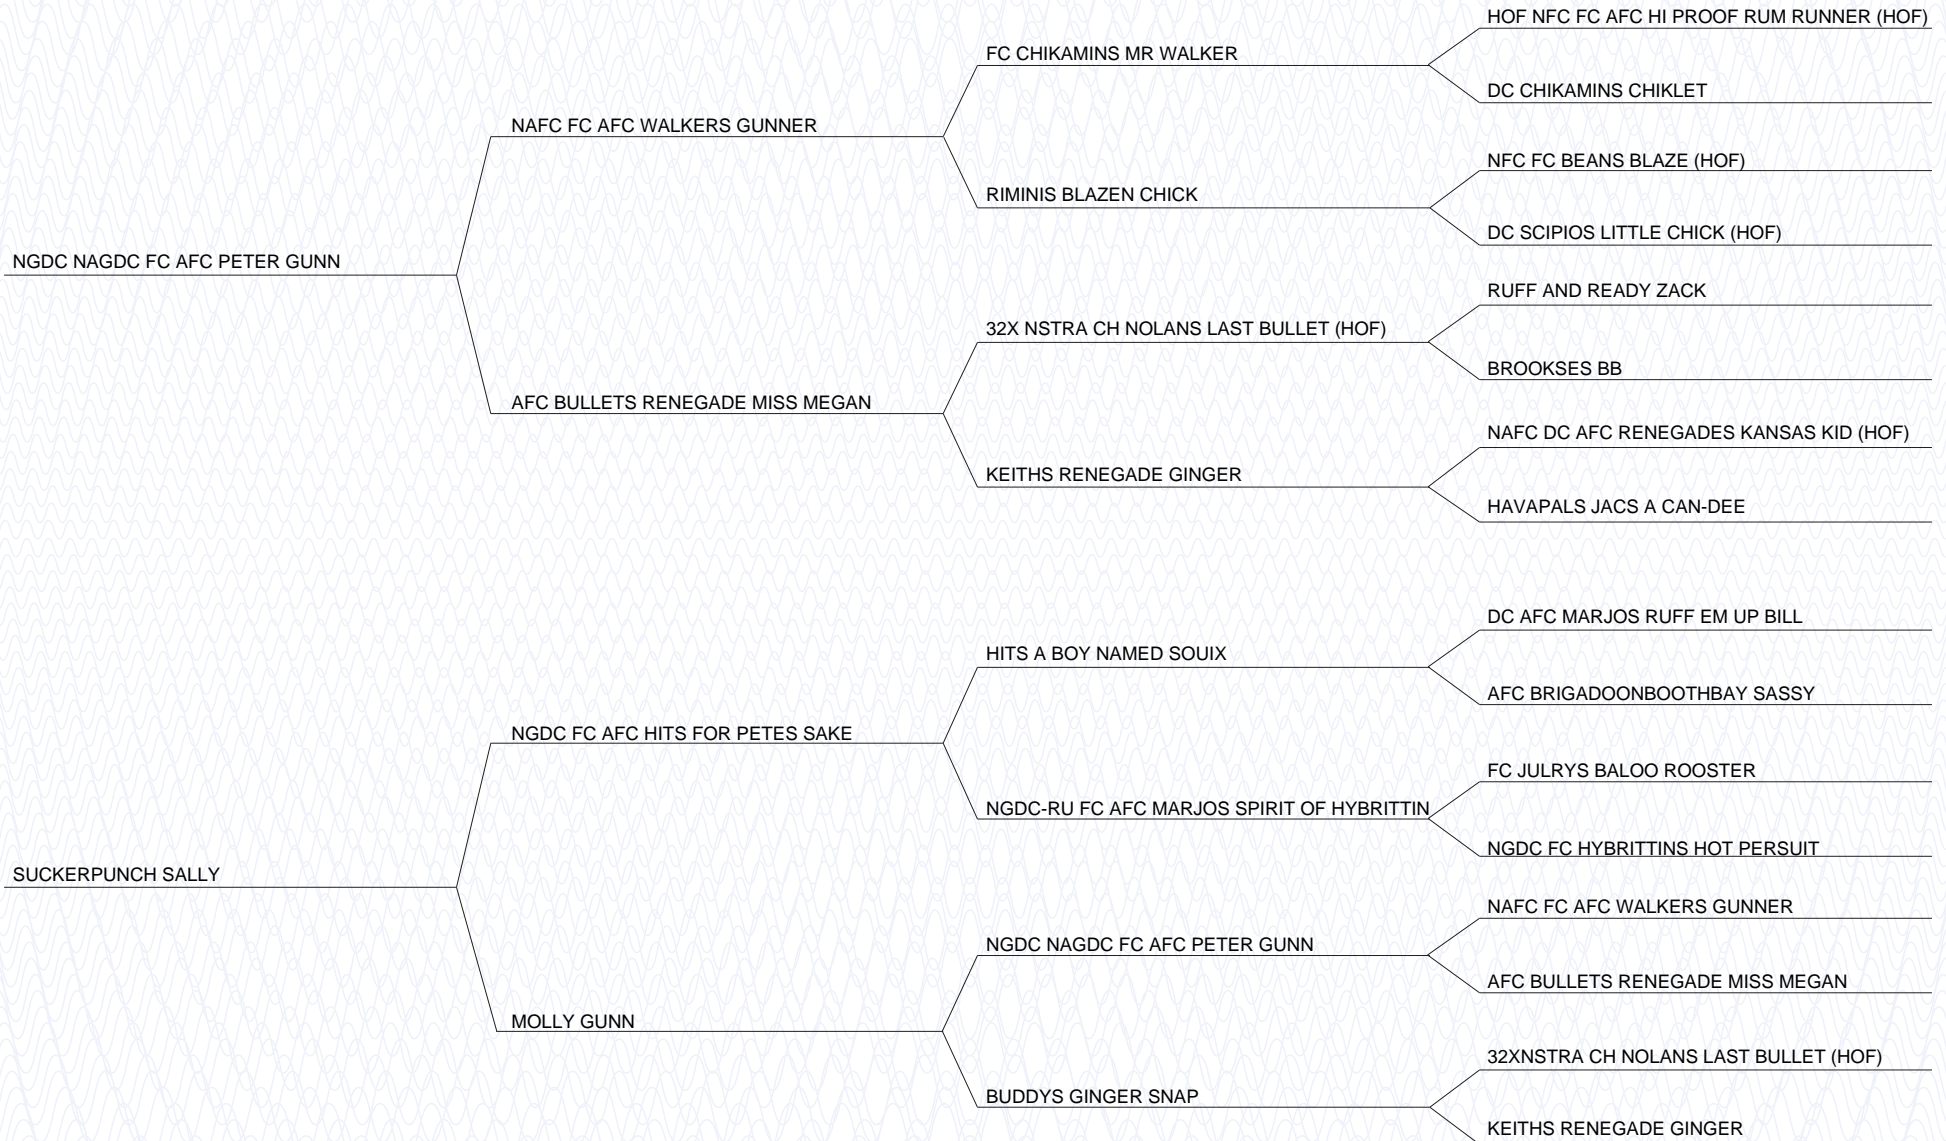 HOF NFC FC AFC HI PROOF RUM RUNNER (HOF)
FC CHIKAMINS MR WALKER
DC CHIKAMINS CHIKLET
NAFC FC AFC WALKERS GUNNER
NFC FC BEANS BLAZE (HOF)
RIMINIS BLAZEN CHICK
DC SCIPIOS LITTLE CHICK (HOF)
NGDC NAGDC FC AFC PETER GUNN
RUFF AND READY ZACK
32X NSTRA CH NOLANS LAST BULLET (HOF)
BROOKSES BB
AFC BULLETS RENEGADE MISS MEGAN
NAFC DC AFC RENEGADES KANSAS KID (HOF)
KEITHS RENEGADE GINGER
HAVAPALS JACS A CAN-DEE
DC AFC MARJOS RUFF EM UP BILL
HITS A BOY NAMED SOUIX
AFC BRIGADOONBOOTHBAY SASSY
NGDC FC AFC HITS FOR PETES SAKE
FC JULRYS BALOO ROOSTER
NGDC-RU FC AFC MARJOS SPIRIT OF HYBRITTIN
NGDC FC HYBRITTINS HOT PERSUIT
SUCKERPUNCH SALLY
NAFC FC AFC WALKERS GUNNER
NGDC NAGDC FC AFC PETER GUNN
AFC BULLETS RENEGADE MISS MEGAN
MOLLY GUNN
32XNSTRA CH NOLANS LAST BULLET (HOF)
BUDDYS GINGER SNAP
KEITHS RENEGADE GINGER